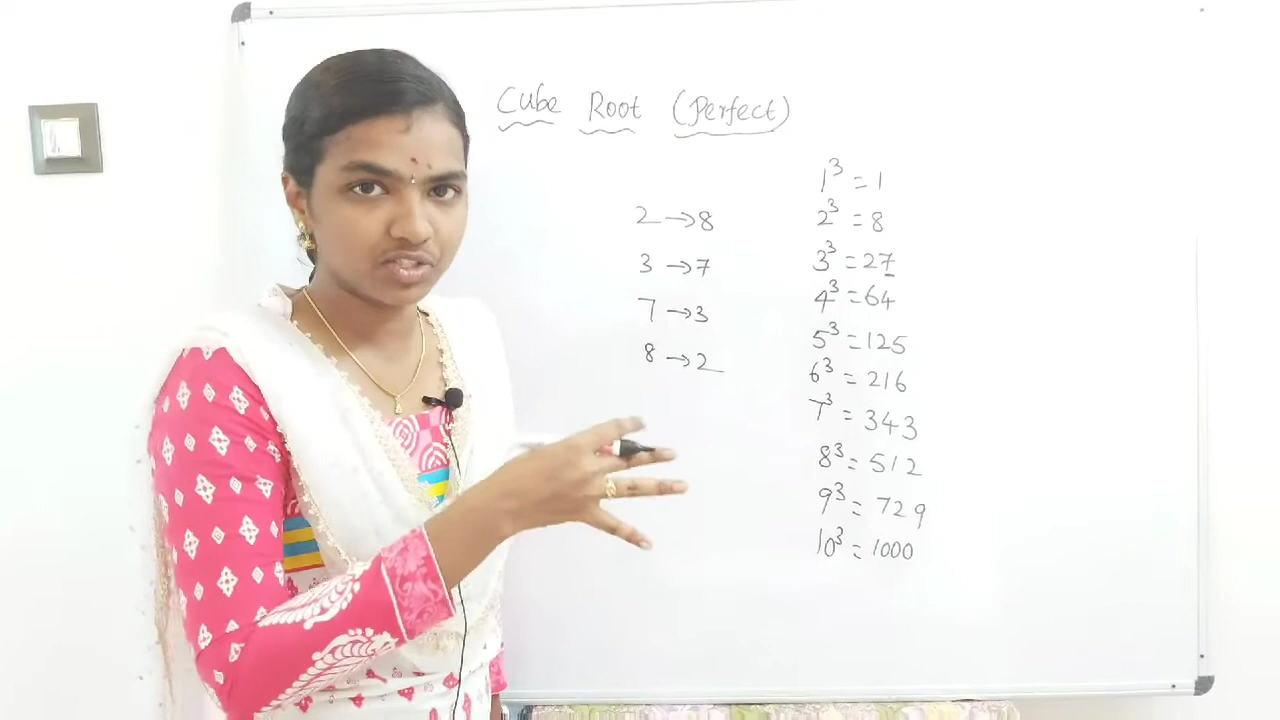 Cube Root (Perfect)
2 → 8
3 → 7
7 → 3
8 → 2
1³ = 1
2³ = 8
3³ = 27
4³ = 64
5³ = 125
6³ = 216
7³ = 343
8³ = 512
9³ = 729
10³ = 1000